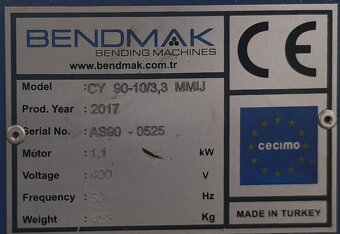 BENDMAK
BENDING MACHINES
www.bendmak.com.tr
CE
Model : CY 90-10/3,3 MMIJ
Prod. Year : 2017
Serial No. : AS90 - 0525
Motor : 1,1 kW
Voltage : 400 V
Frequency : Hz
Weight : Kg
cecimo
MADE IN TURKEY